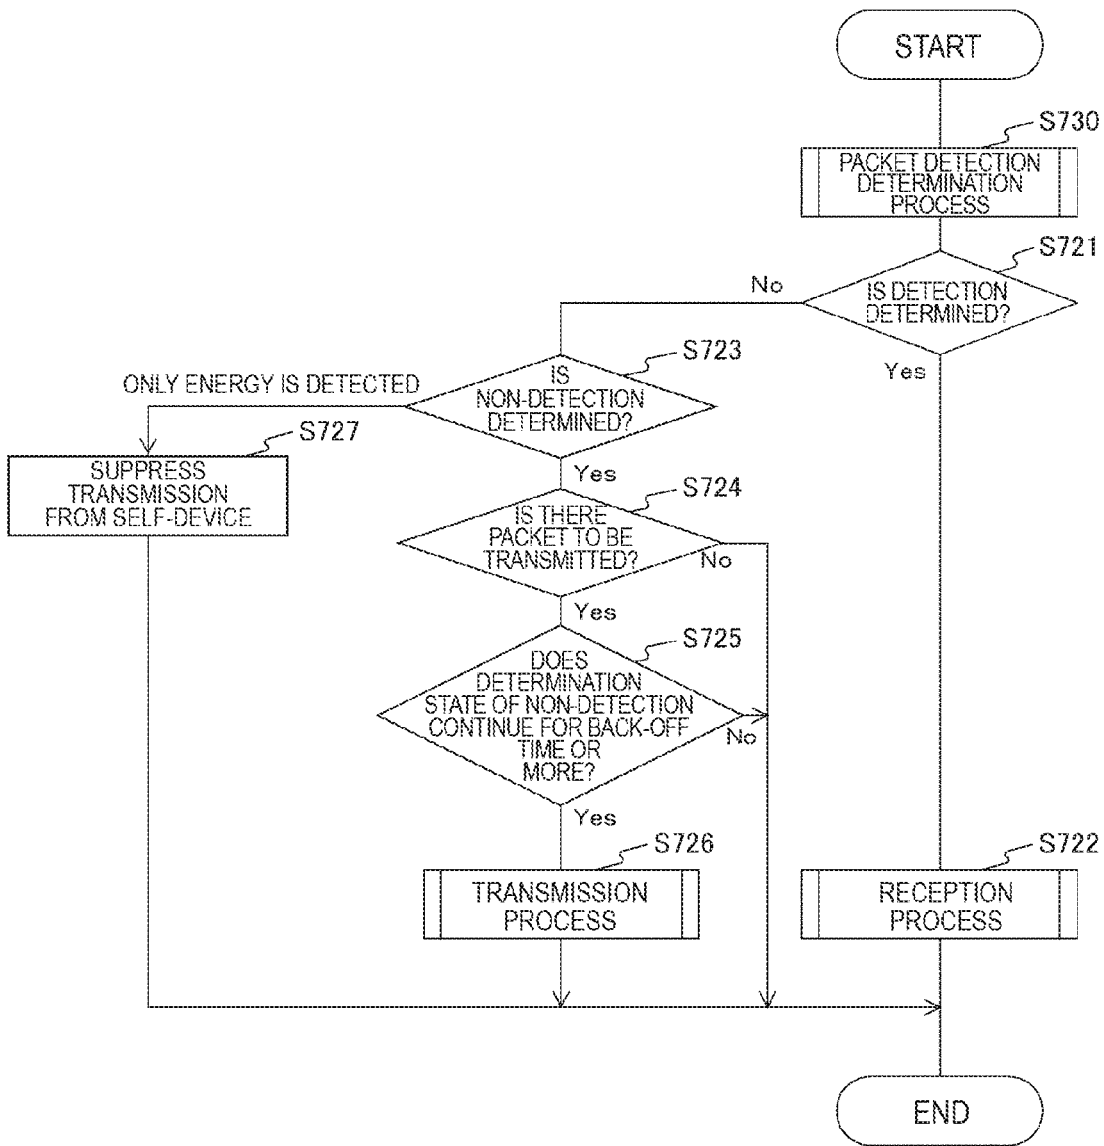 START
S730
PACKET DETECTION
DETERMINATION
PROCESS
S721
IS DETECTION
DETERMINED?
No
Yes
S723
IS
NON-DETECTION
DETERMINED?
ONLY ENERGY IS DETECTED
S727
SUPPRESS
TRANSMISSION
FROM SELF-DEVICE
Yes
S724
IS THERE
PACKET TO BE
TRANSMITTED?
No
Yes
S725
DOES
DETERMINATION
STATE OF NON-DETECTION
CONTINUE FOR BACK-OFF
TIME OR
MORE?
No
Yes
S726
TRANSMISSION
PROCESS
S722
RECEPTION
PROCESS
END